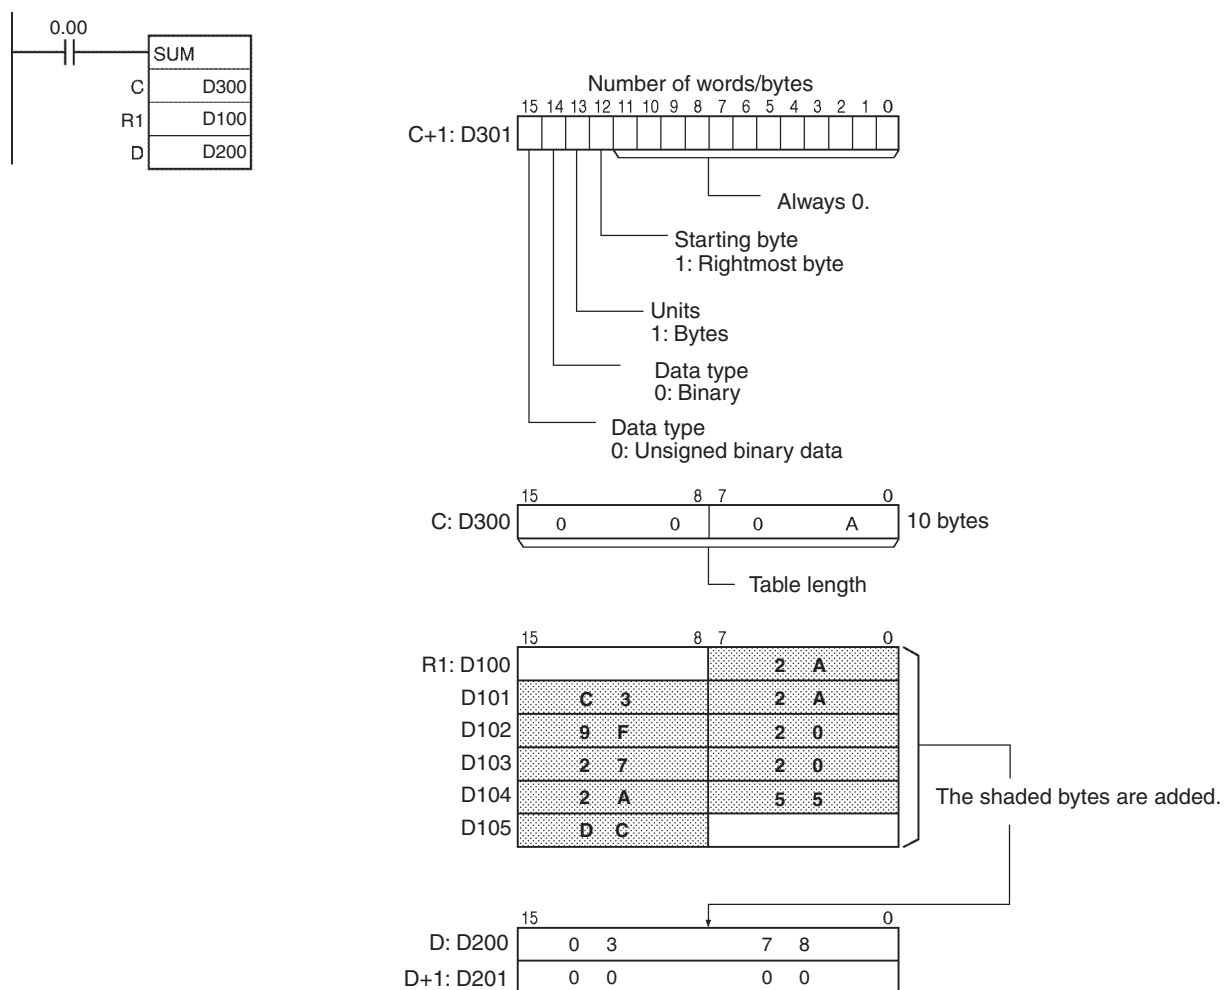 0.00
SUM
C D300
R1 D100
D D200
Number of words/bytes
15 14 13 12 11 10 9 8 7 6 5 4 3 2 1 0
C+1: D301
Always 0.
Starting byte
1: Rightmost byte
Units
1: Bytes
Data type
0: Binary
Data type
0: Unsigned binary data
15 8 7 0
C: D300 0 0 0 A 10 bytes
Table length
15 8 7 0
R1: D100 2 A
D101 C 3 2 A
D102 9 F 2 0
D103 2 7 2 0
D104 2 A 5 5
The shaded bytes are added.
D105 D C
15 0
D: D200 0 3 7 8
D+1: D201 0 0 0 0